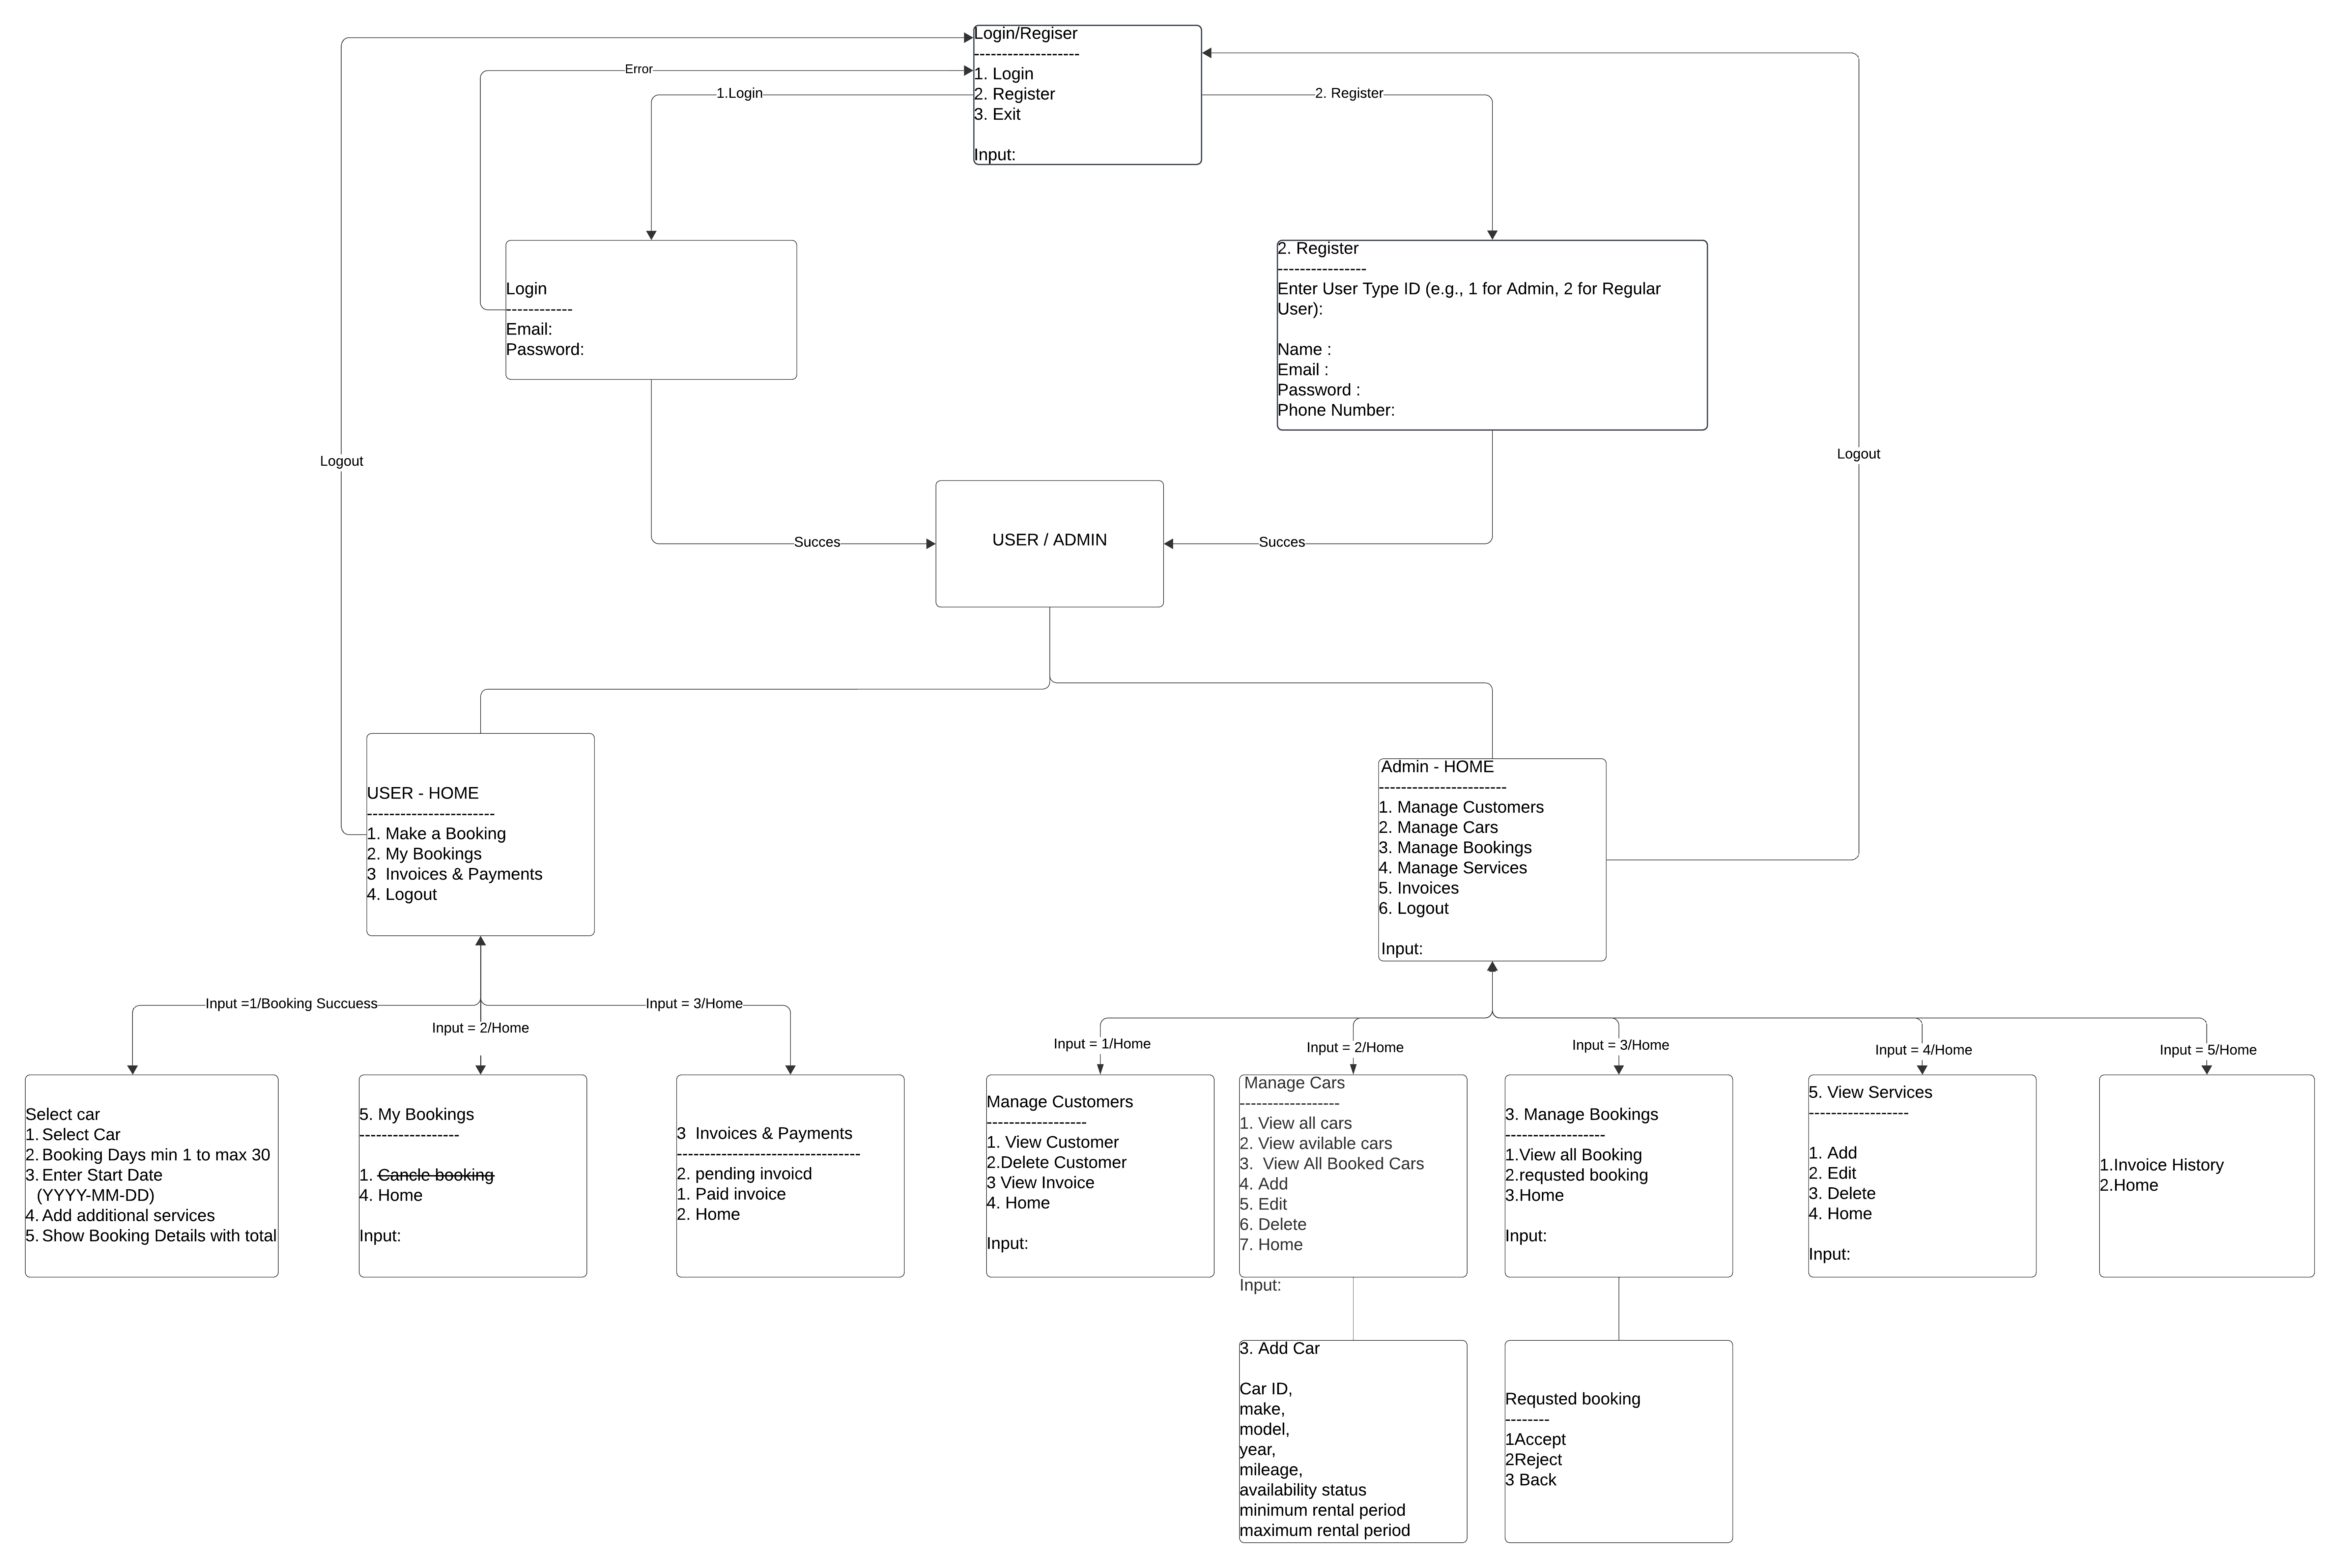 Login/Regiser
-------------------
1. Login
2. Register
3. Exit
Input:
Error
1.Login
2. Register
Login
------------
Email:
Password:
2. Register
----------------
Enter User Type ID (e.g., 1 for Admin, 2 for Regular
User):
Name :
Email :
Password :
Phone Number:
Logout
Logout
USER / ADMIN
Succes
Succes
USER - HOME
-----------------------
1. Make a Booking
2. My Bookings
3  Invoices & Payments
4. Logout
Admin - HOME
-----------------------
1. Manage Customers
2. Manage Cars
3. Manage Bookings
4. Manage Services
5. Invoices
6. Logout
Input:
Input =1/Booking Succuess
Input = 2/Home
Input = 3/Home
Input = 1/Home
Input = 2/Home
Input = 3/Home
Input = 4/Home
Input = 5/Home
Select car
1. Select Car
2. Booking Days min 1 to max 30
3. Enter Start Date
(YYYY-MM-DD)
4. Add additional services
5. Show Booking Details with total
5. My Bookings
------------------
1. Cancle booking
4. Home
Input:
3  Invoices & Payments
---------------------------------
2. pending invoicd
1. Paid invoice
2. Home
Manage Customers
------------------
1. View Customer
2.Delete Customer
3 View Invoice
4. Home
Input:
Manage Cars
------------------
1. View all cars
2. View avilable cars
3.  View All Booked Cars
4. Add
5. Edit
6. Delete
7. Home
Input:
3. Manage Bookings
------------------
1.View all Booking
2.requsted booking
3.Home
Input:
5. View Services
------------------
1. Add
2. Edit
3. Delete
4. Home
Input:
1.Invoice History
2.Home
3. Add Car
Car ID,
make,
model,
year,
mileage,
availability status
minimum rental period
maximum rental period
Requsted booking
--------
1Accept
2Reject
3 Back